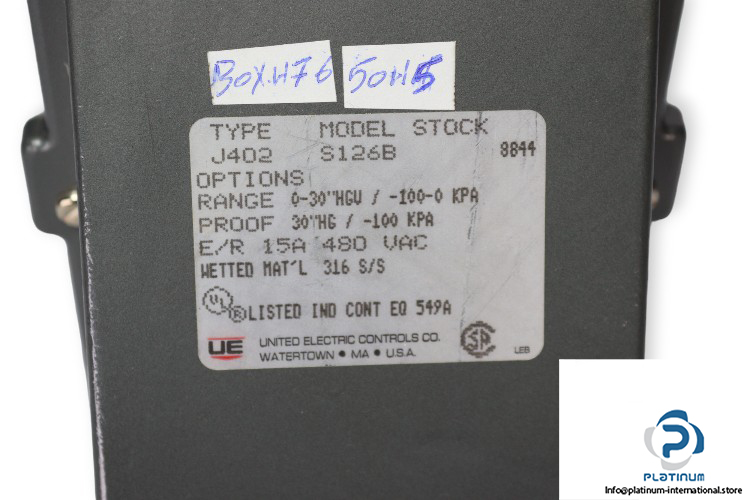 BOX.H76 50H5
TYPE MODEL STOCK
J402 S126B 8844
OPTIONS
RANGE 0-30"HGV / -100-0 KPA
PROOF 30"HG / -100 KPA
E/R 15A 480 VAC
WETTED MAT'L 316 S/S
UL ® LISTED IND CONT EQ 549A
UE UNITED ELECTRIC CONTROLS CO.
WATERTOWN • MA • U.S.A. SA LEB
P
PLATINUM
Info@platinum-international.store